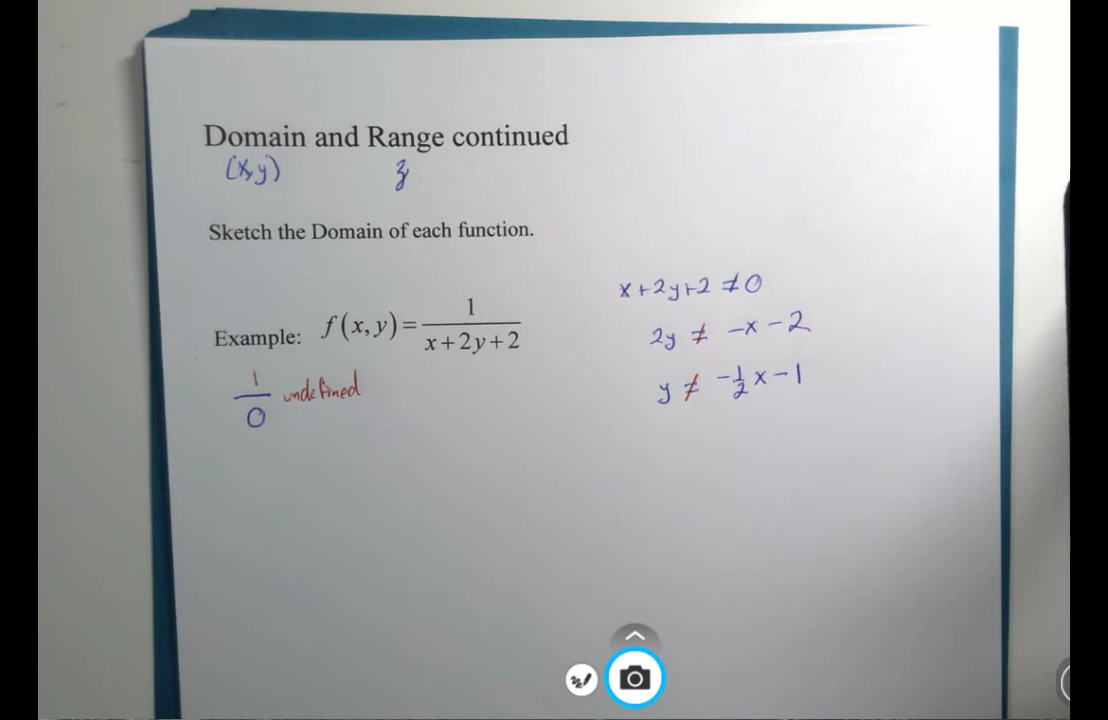 Domain and Range continued
(x,y) z
Sketch the Domain of each function.
Example: f(x,y)=1/(x+2y+2)
1/0 undefined
x+2y+2 ≠0
2y ≠ -x-2
y ≠ -1/2x-1